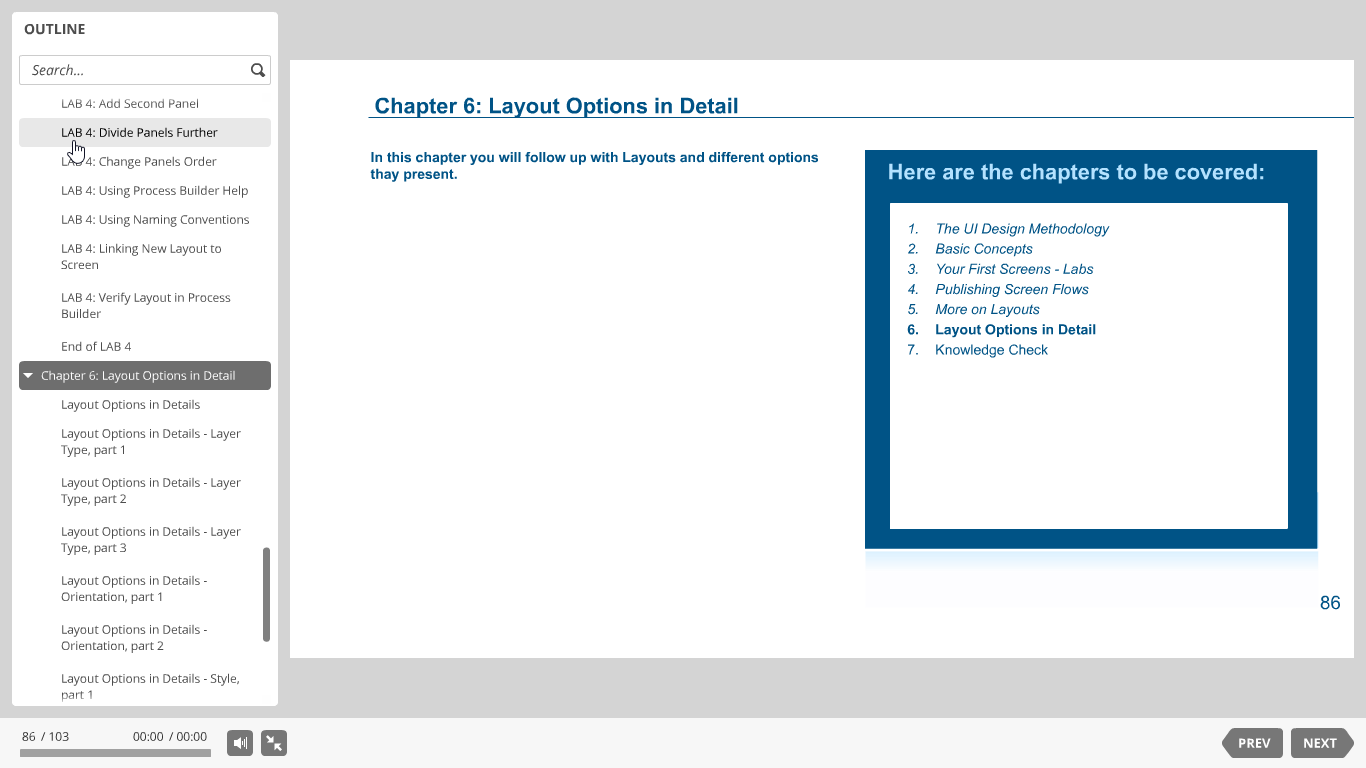 OUTLINE
Search...
LAB 4: Add Second Panel
LAB 4: Divide Panels Further
LAB 4: Change Panels Order
LAB 4: Using Process Builder Help
LAB 4: Using Naming Conventions
LAB 4: Linking New Layout to
Screen
LAB 4: Verify Layout in Process
Builder
End of LAB 4
Chapter 6: Layout Options in Detail
Layout Options in Details
Layout Options in Details - Layer
Type, part 1
Layout Options in Details - Layer
Type, part 2
Layout Options in Details - Layer
Type, part 3
Layout Options in Details -
Orientation, part 1
Layout Options in Details -
Orientation, part 2
Layout Options in Details - Style,
part 1
Chapter 6: Layout Options in Detail
In this chapter you will follow up with Layouts and different options
thay present.
Here are the chapters to be covered:
1. The UI Design Methodology
2. Basic Concepts
3. Your First Screens - Labs
4. Publishing Screen Flows
5. More on Layouts
6. Layout Options in Detail
7. Knowledge Check
86
86 / 103
00:00 / 00:00
PREV
NEXT